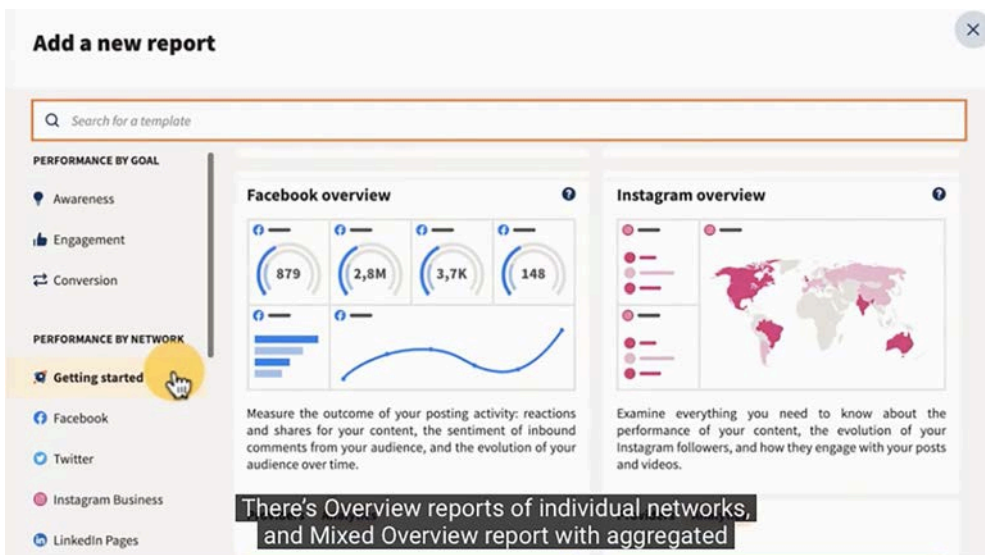 Add a new report
Search for a template
PERFORMANCE BY GOAL
Awareness
Engagement
Conversion
PERFORMANCE BY NETWORK
Getting started
Facebook
Twitter
Instagram Business
LinkedIn Pages
Facebook overview
879
2,8M
3,7K
148
Measure the outcome of your posting activity: reactions
and shares for your content, the sentiment of inbound
comments from your audience, and the evolution of your
audience over time.
Instagram overview
Examine everything you need to know about the
performance of your content, the evolution of your
Instagram followers, and how they engage with your posts
and videos.
There's Overview reports of individual networks,
and Mixed Overview report with aggregated